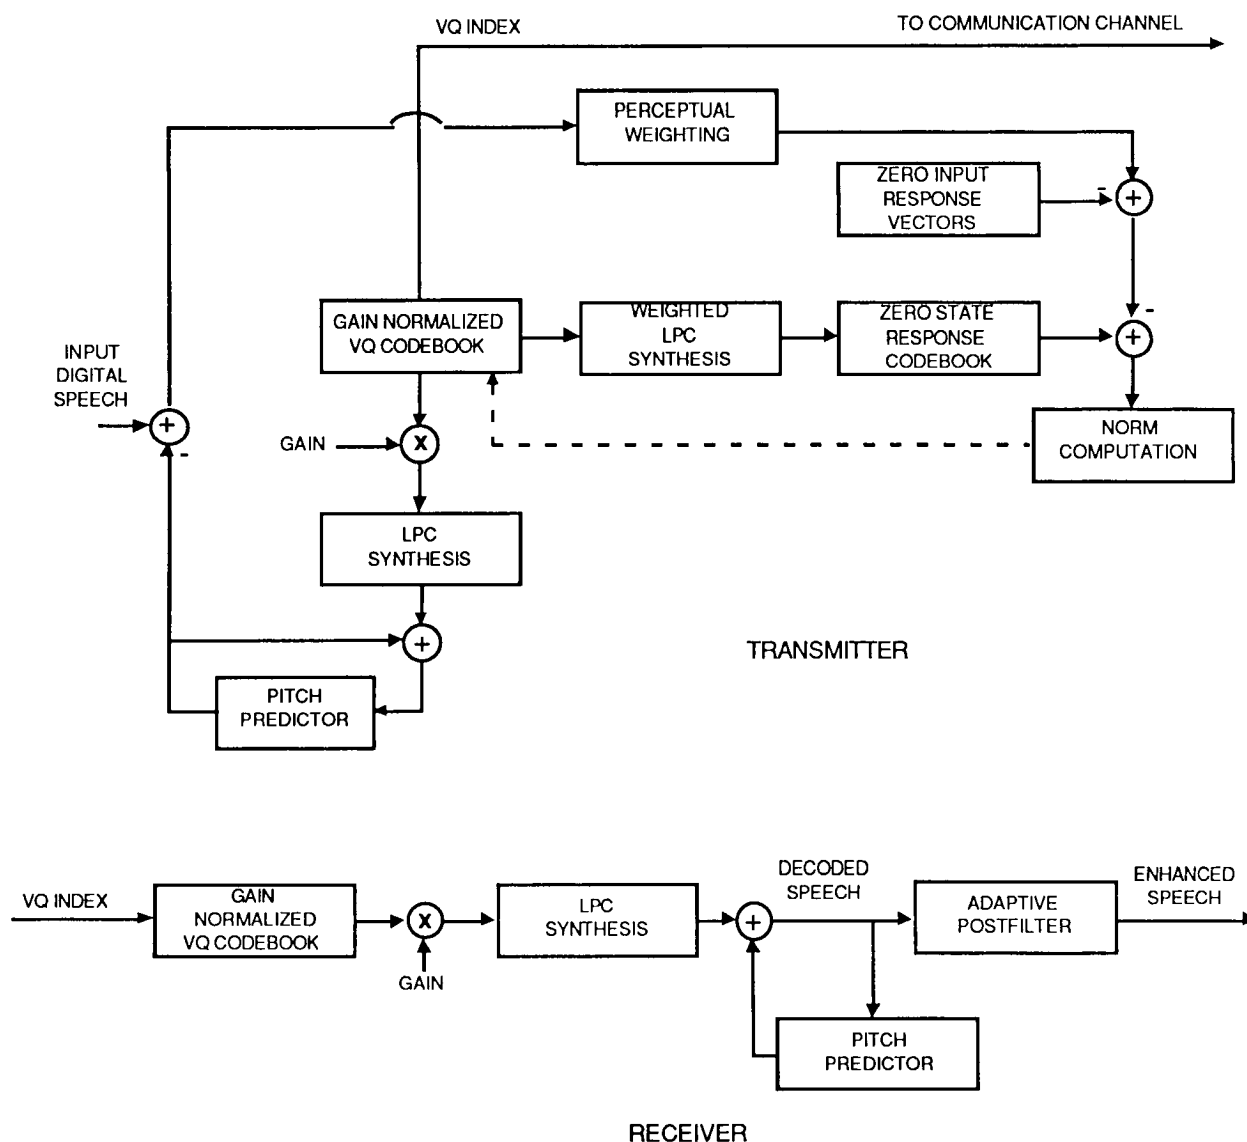 VQ INDEX
TO COMMUNICATION CHANNEL
PERCEPTUAL
WEIGHTING
ZERO INPUT
RESPONSE
VECTORS
-
+
GAIN NORMALIZED
VQ CODEBOOK
WEIGHTED
LPC
SYNTHESIS
ZERO STATE
RESPONSE
CODEBOOK
-
+
INPUT
DIGITAL
SPEECH
+
-
GAIN
X
NORM
COMPUTATION
LPC
SYNTHESIS
+
TRANSMITTER
PITCH
PREDICTOR
VQ INDEX
GAIN
NORMALIZED
VQ CODEBOOK
X
GAIN
LPC
SYNTHESIS
+
DECODED
SPEECH
ADAPTIVE
POSTFILTER
ENHANCED
SPEECH
PITCH
PREDICTOR
RECEIVER